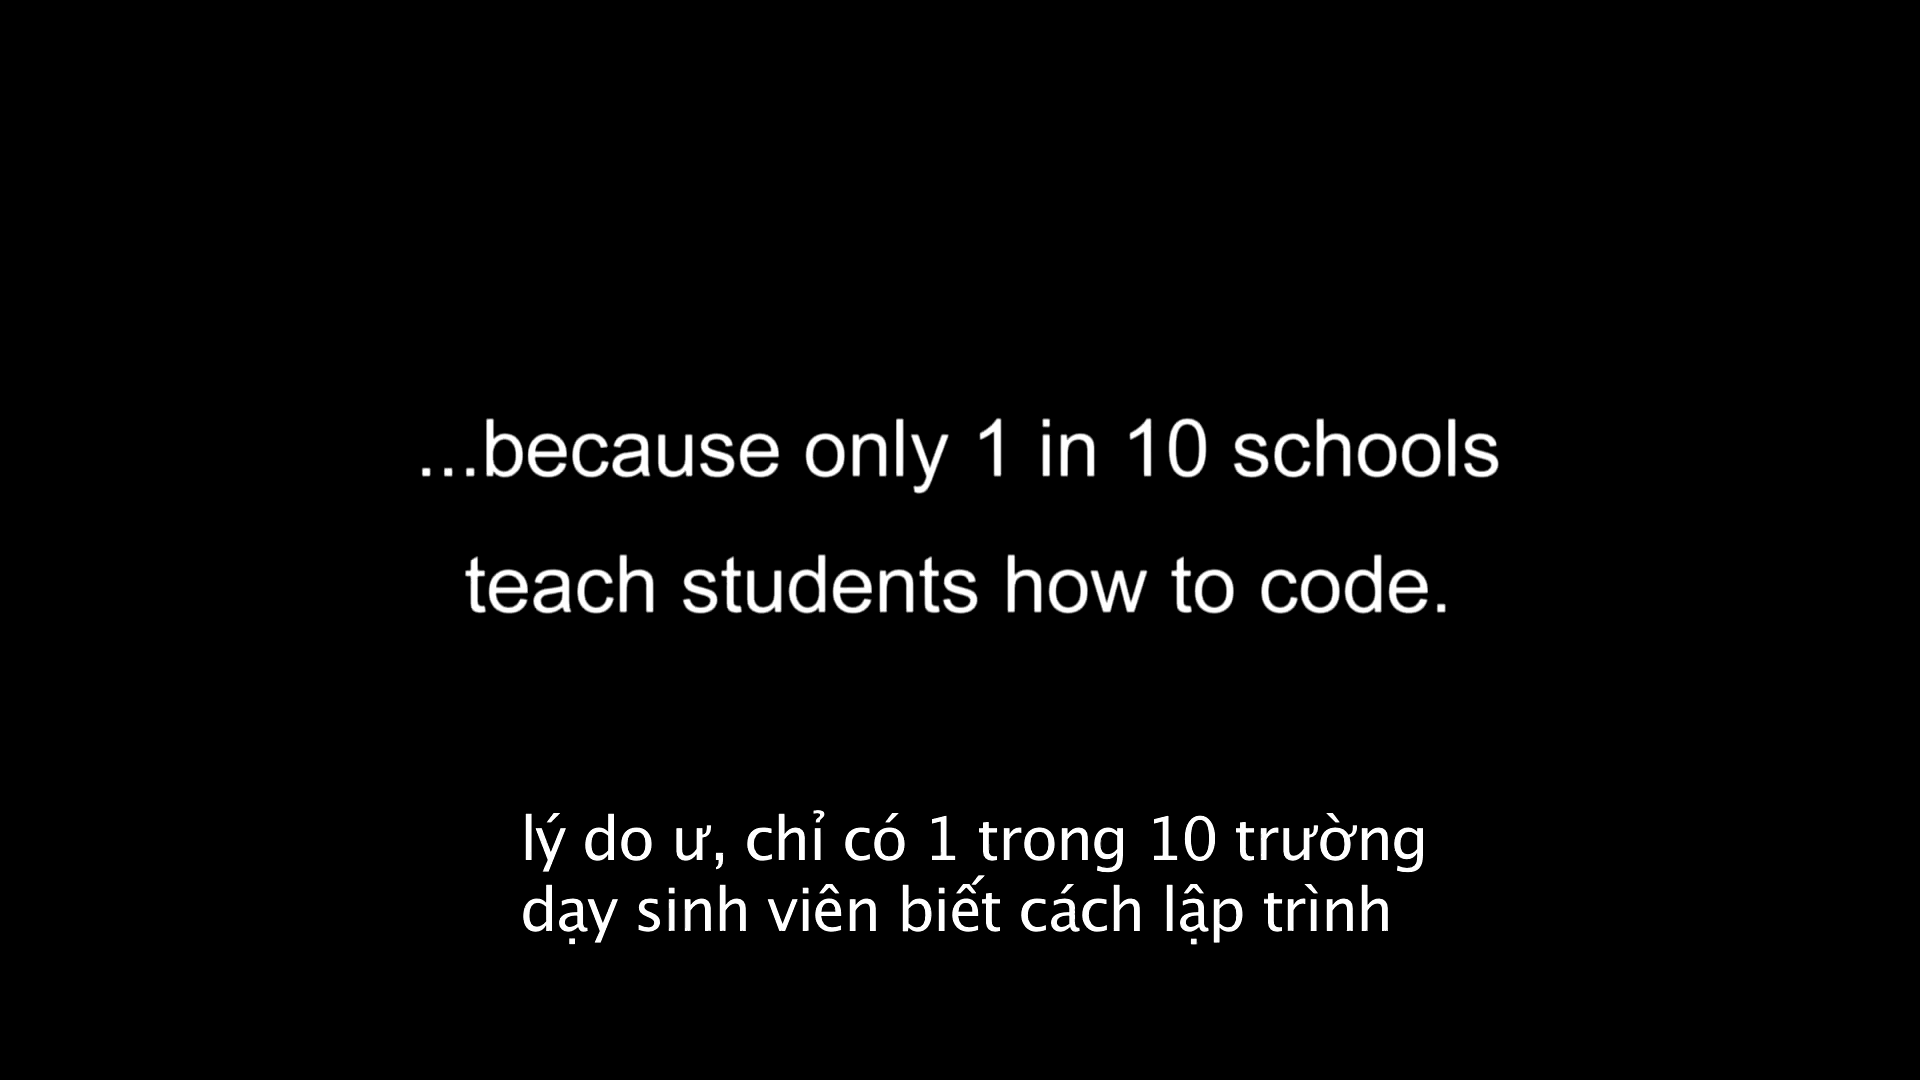 ...because only 1 in 10 schools
teach students how to code.
lý do ư, chỉ có 1 trong 10 trường
dạy sinh viên biết cách lập trình